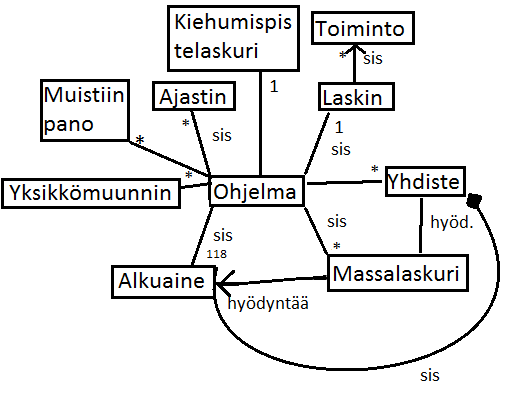 Kiehumispis
telaskuri
Toiminto
* sis
Muistiin
pano
Ajastin
1
Laskin
*
sis
1
sis
*
*
*
Yksikkömuunnin
Ohjelma
Yhdiste
sis
sis
hyöd.
118
*
Alkuaine
Massalaskuri
hyödyntää
sis